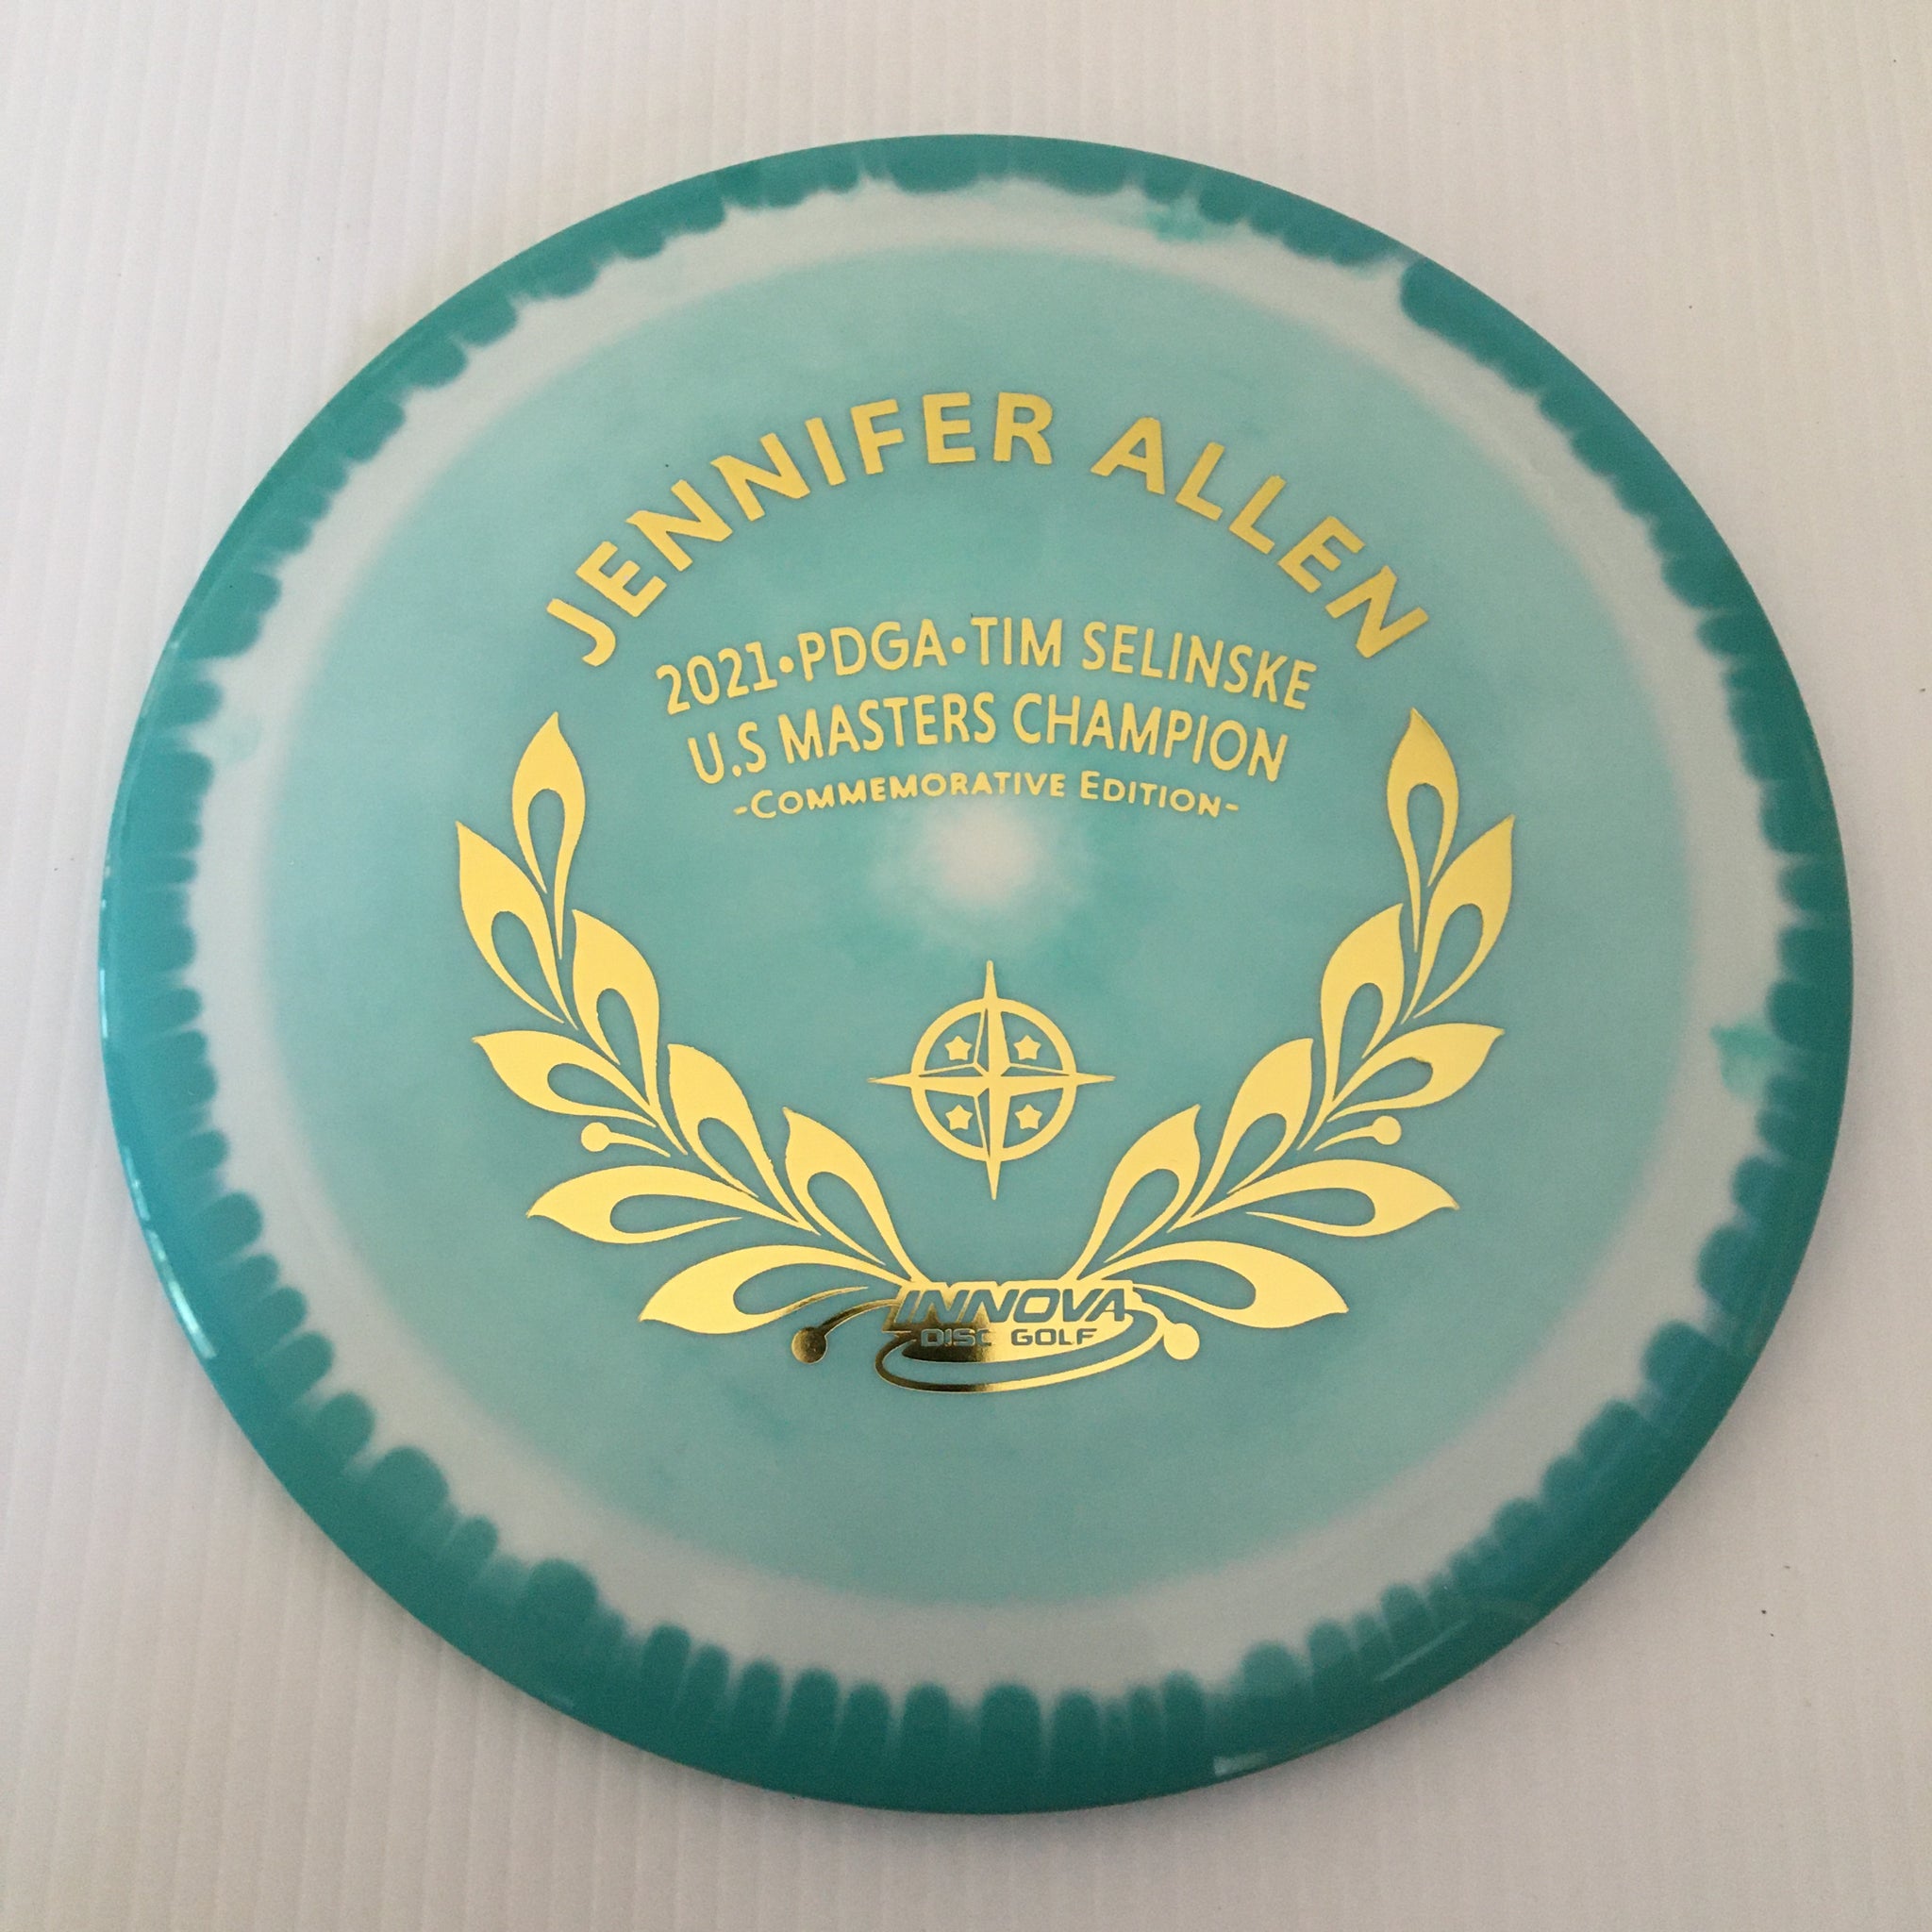 JENNIFER ALLEN
2021•PDGA•TIM SELINSKE
U.S MASTERS CHAMPION
-COMMEMORATIVE EDITION-
INNOVA
DISC GOLF